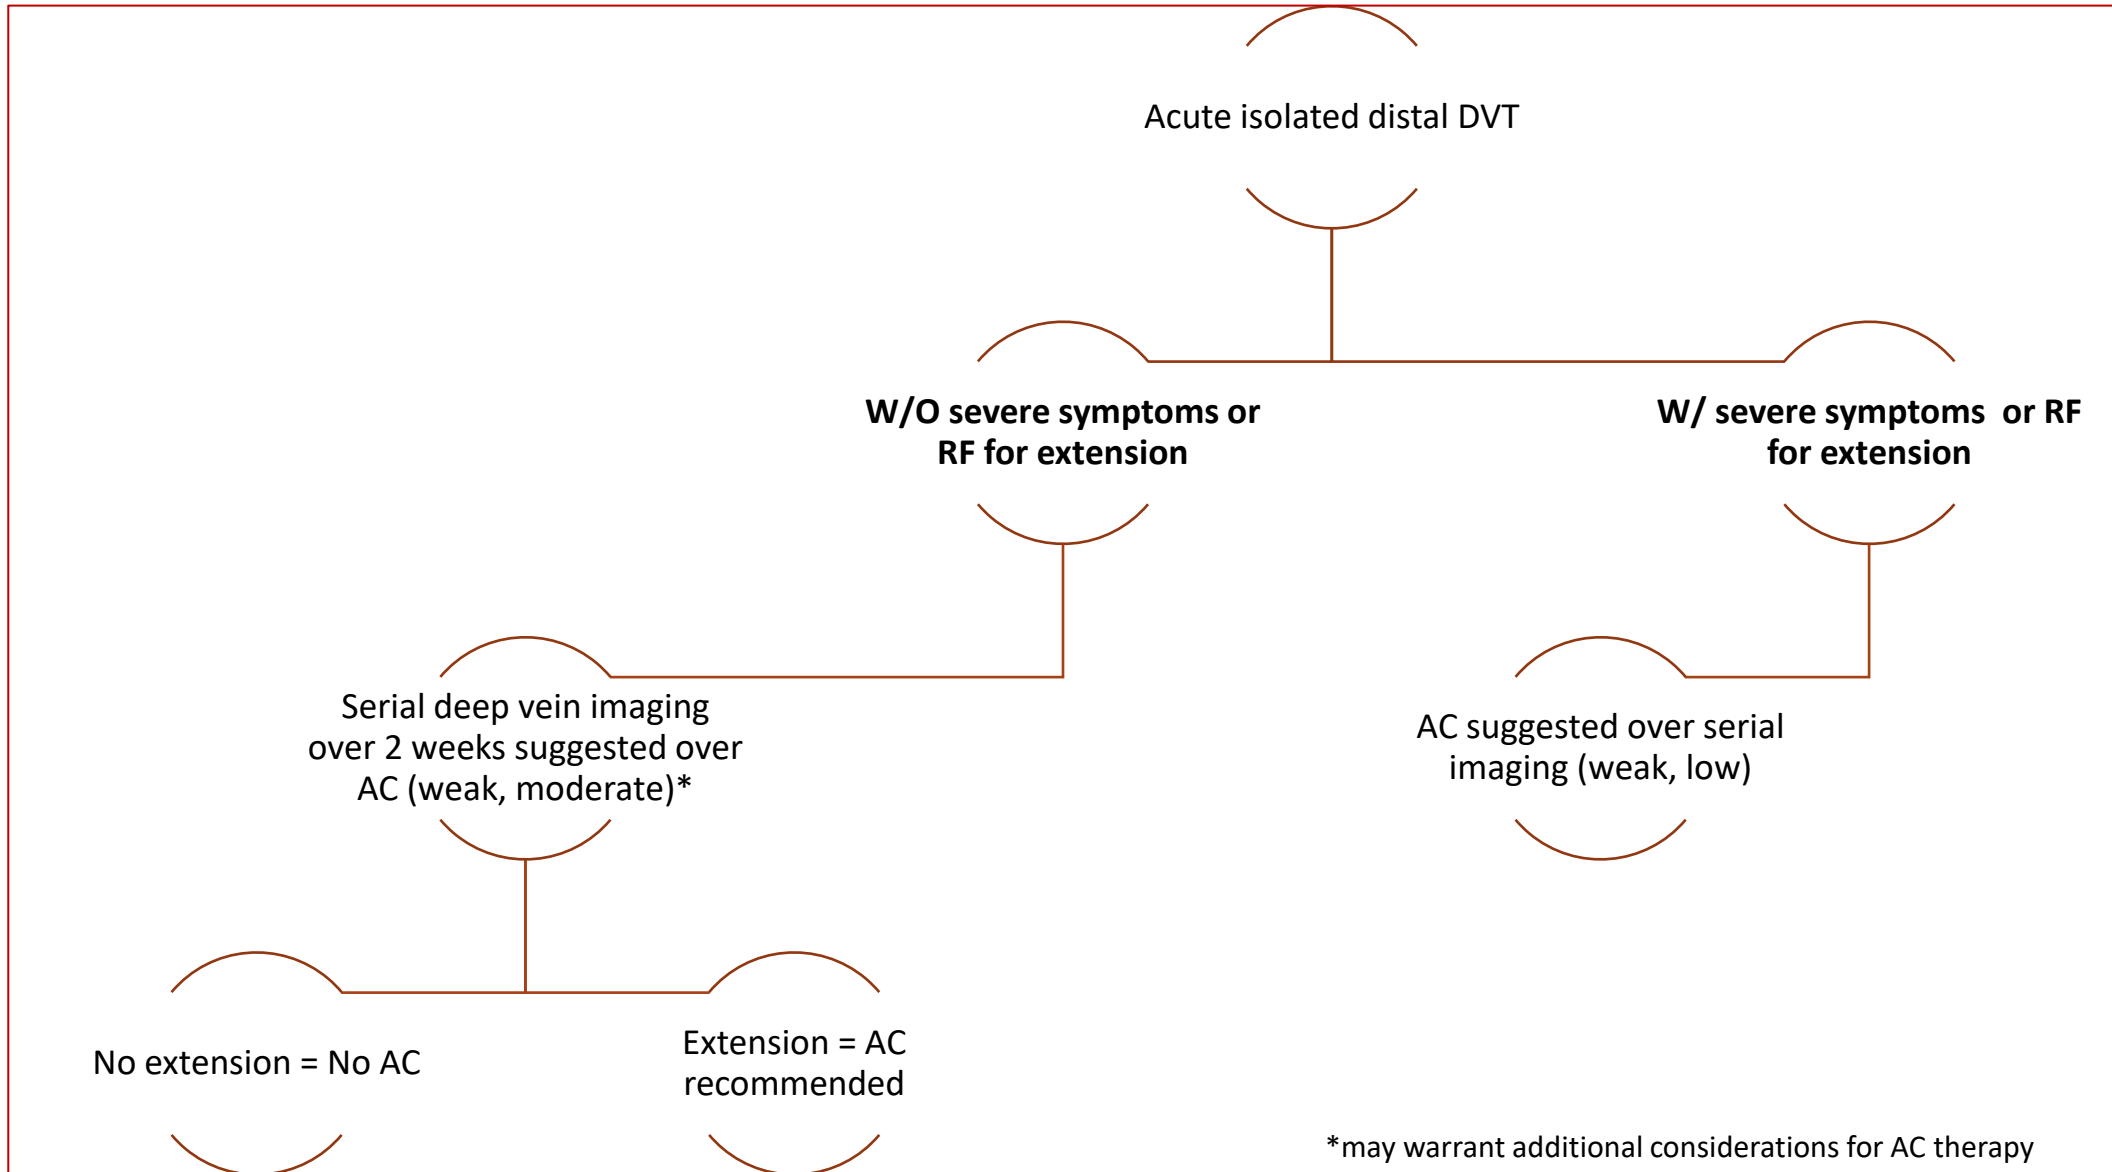 Acute isolated distal DVT
W/O severe symptoms or
RF for extension
W/ severe symptoms or RF
for extension
Serial deep vein imaging
over 2 weeks suggested over
AC (weak, moderate)*
AC suggested over serial
imaging (weak, low)
No extension = No AC
Extension = AC
recommended
*may warrant additional considerations for AC therapy